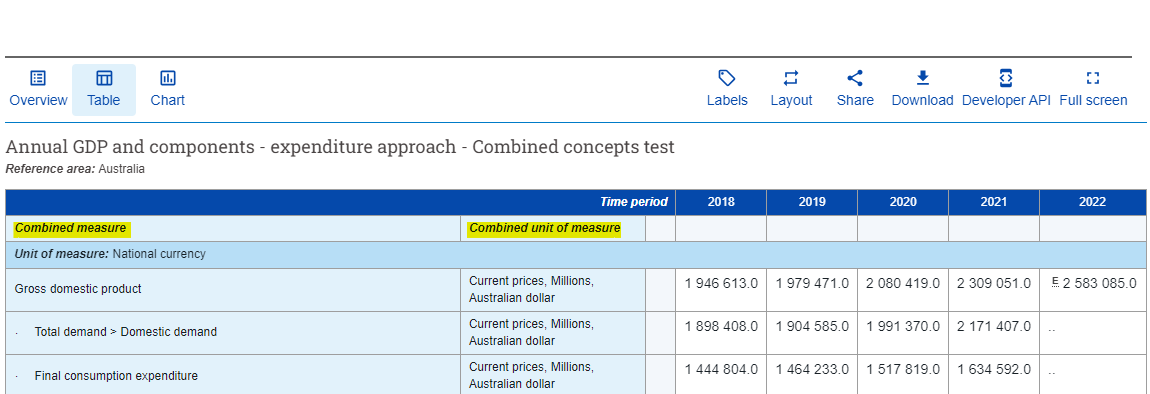 Overview Table Chart Labels Layout Share Download Developer API Full screen
Annual GDP and components - expenditure approach - Combined concepts test
Reference area: Australia
Time period 2018 2019 2020 2021 2022
Combined measure Combined unit of measure
Unit of measure: National currency
Gross domestic product Current prices, Millions, Australian dollar 1 946 613.0 1 979 471.0 2 080 419.0 2 309 051.0 E 2 583 085.0
· Total demand > Domestic demand Current prices, Millions, Australian dollar 1 898 408.0 1 904 585.0 1 991 370.0 2 171 407.0 ..
· Final consumption expenditure Current prices, Millions, Australian dollar 1 444 804.0 1 464 233.0 1 517 819.0 1 634 592.0 ..